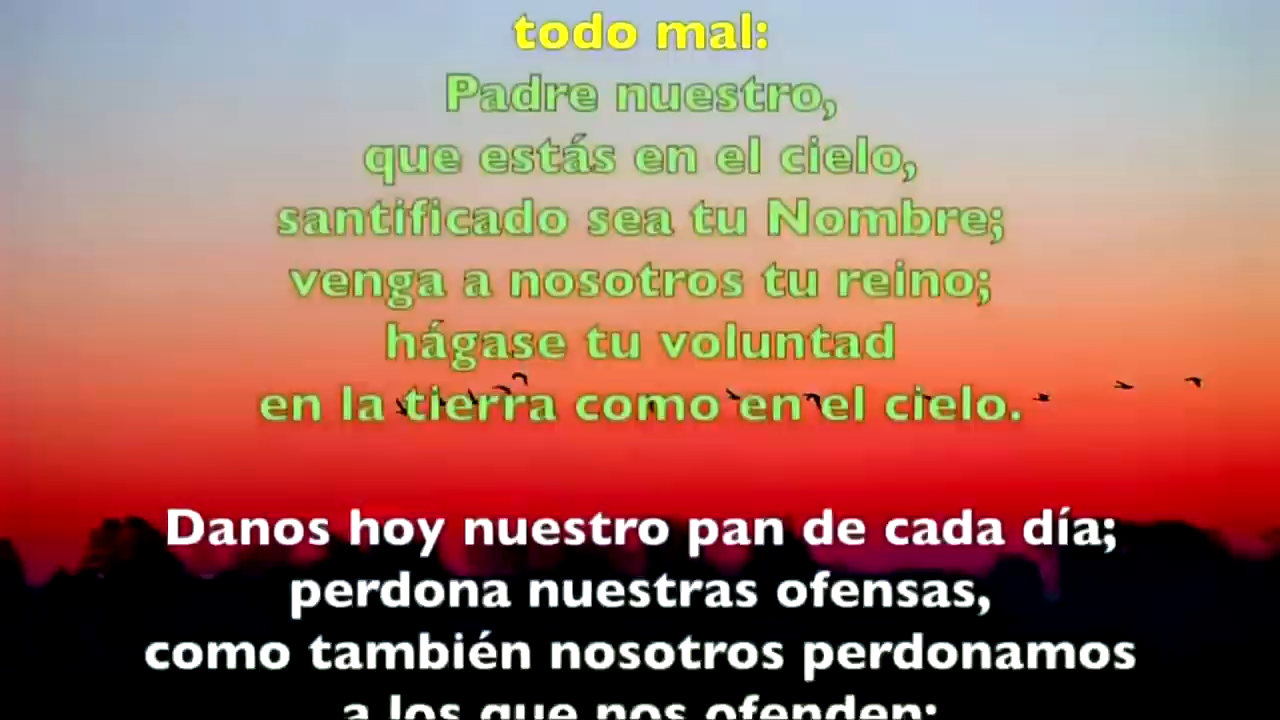 todo mal:
Padre nuestro,
que estás en el cielo,
santificado sea tu Nombre;
venga a nosotros tu reino;
hágase tu voluntad
en la tierra como en el cielo.
Danos hoy nuestro pan de cada día;
perdona nuestras ofensas,
como también nosotros perdonamos
a los que nos ofenden;